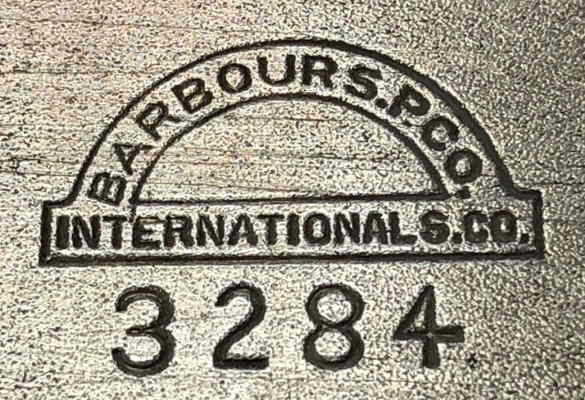 BARBOUR S.P.CO.
INTERNATIONAL S.CO.
3284